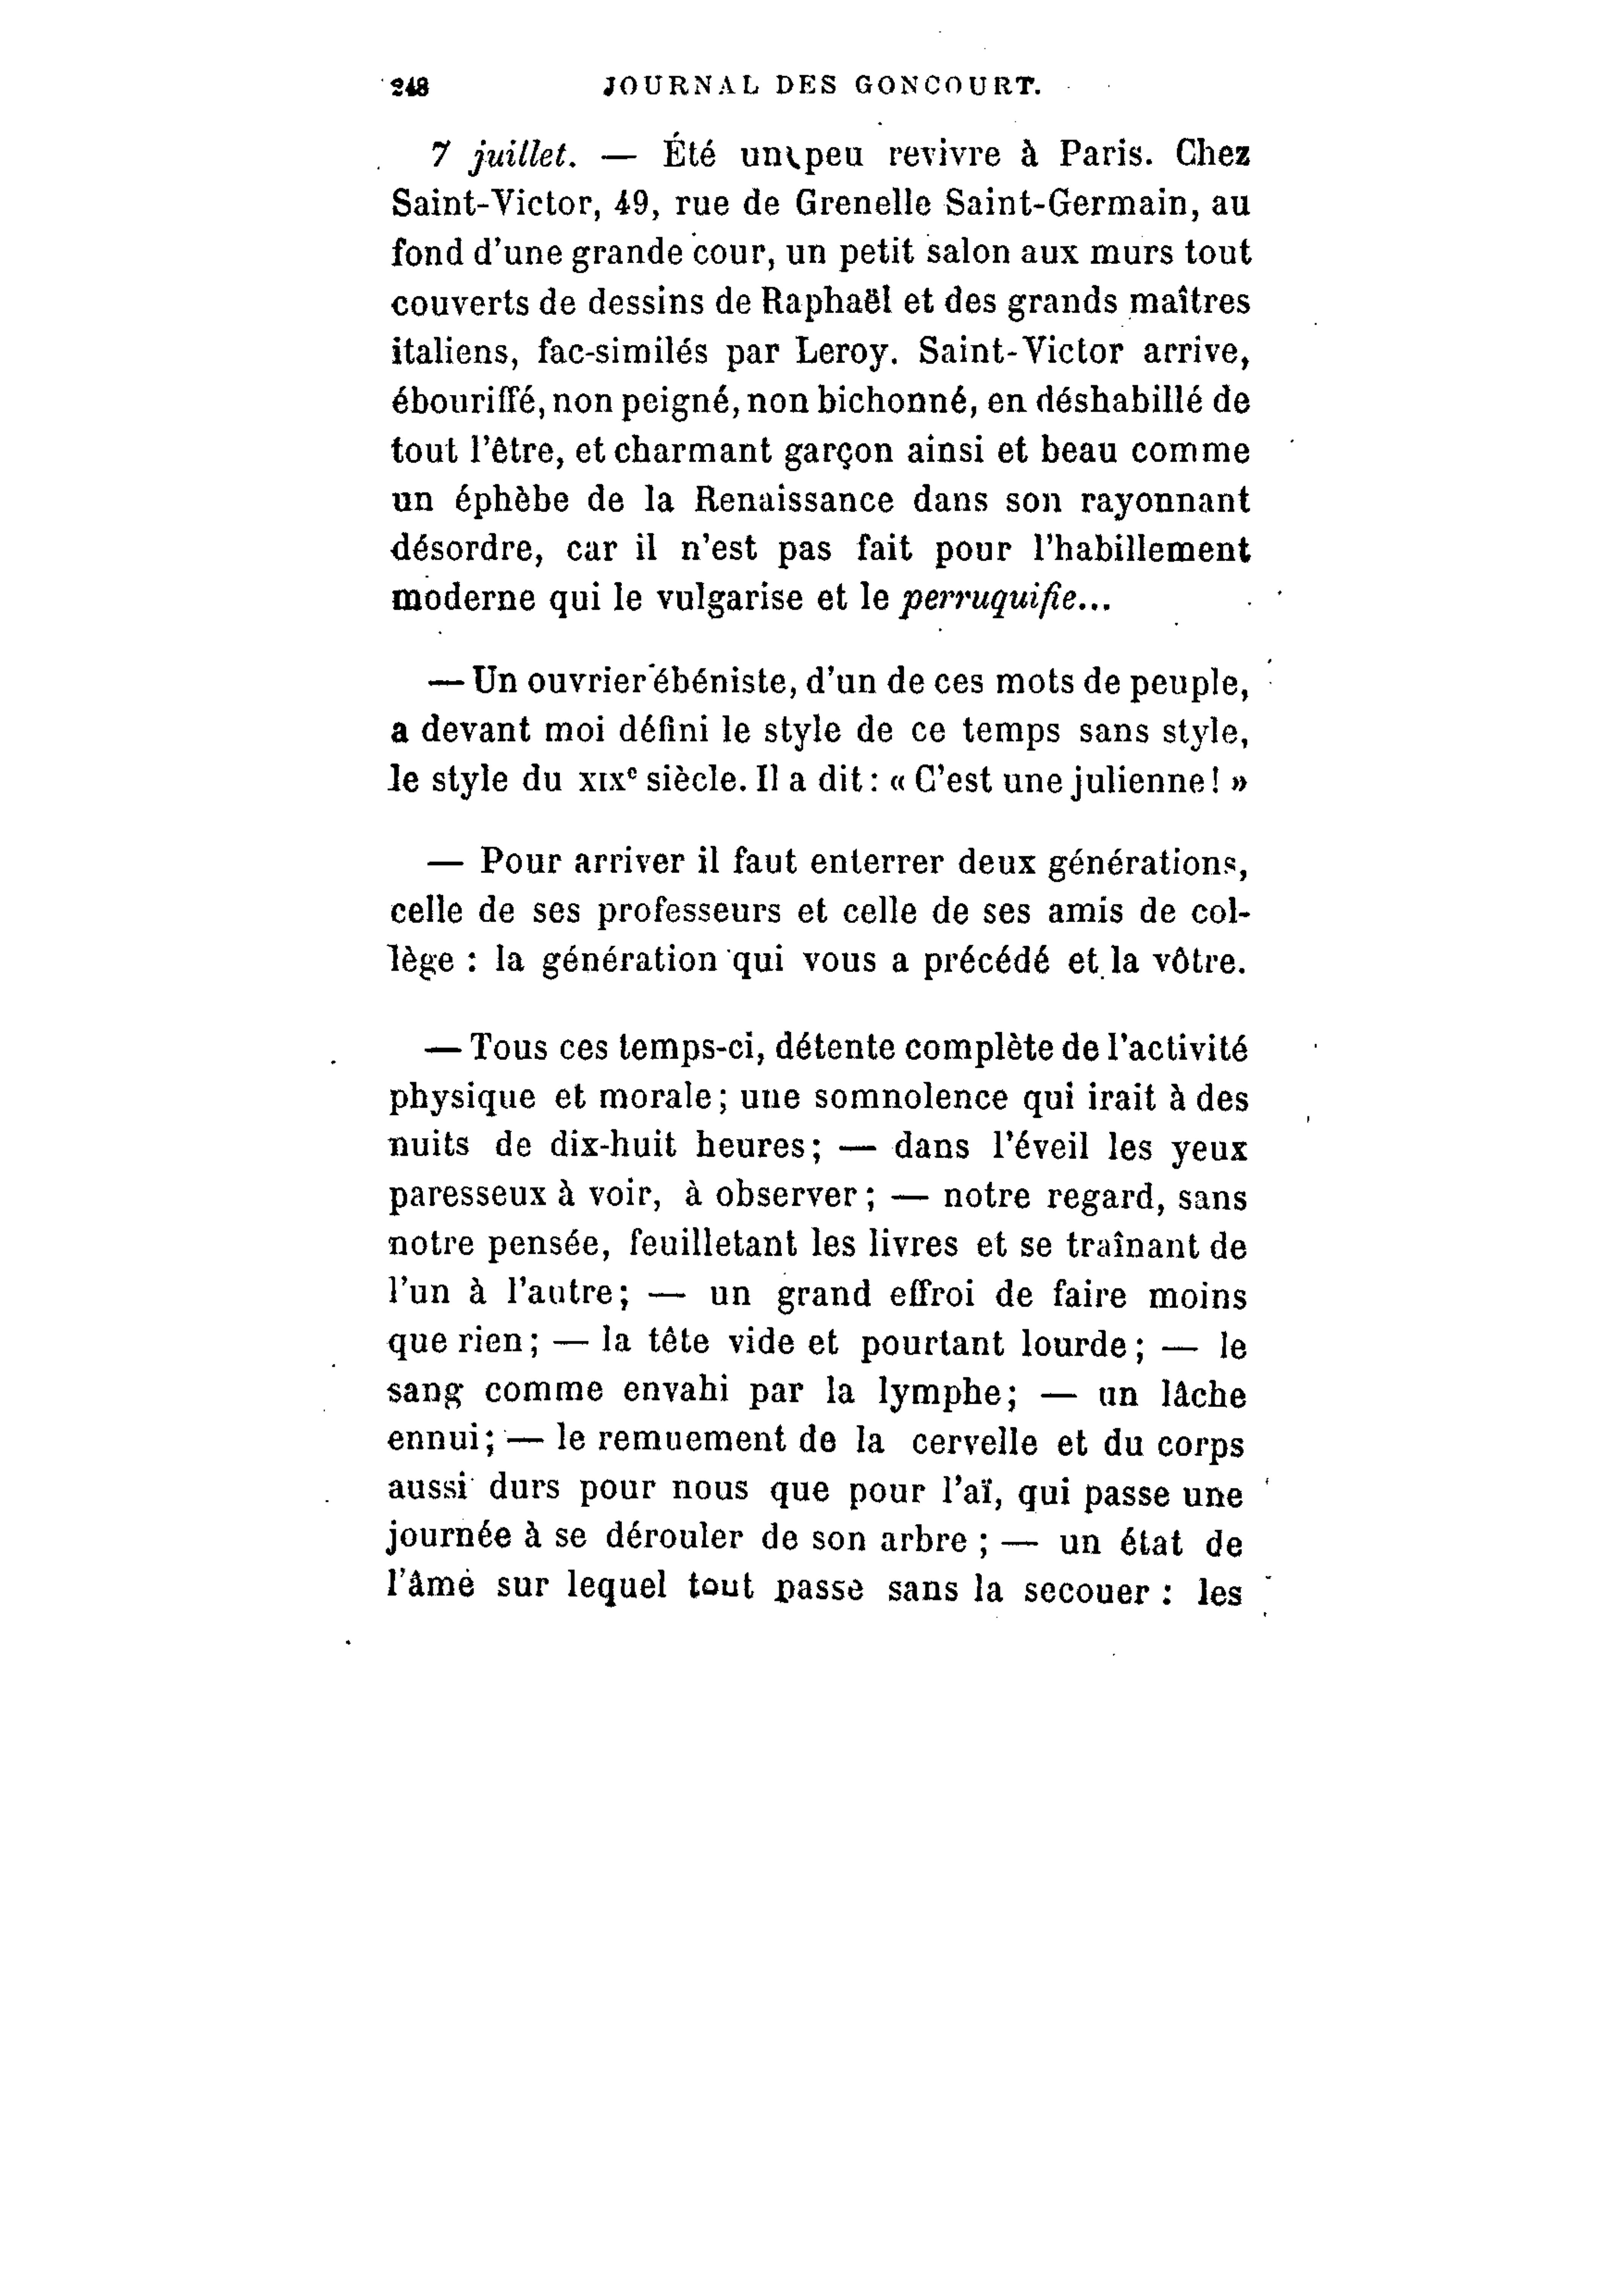 248 JOURNAL DES GONCOURT.
7 juillet. — Été un peu revivre à Paris. Chez
Saint-Victor, 49, rue de Grenelle Saint-Germain, au
fond d'une grande cour, un petit salon aux murs tout
couverts de dessins de Raphaël et des grands maîtres
italiens, fac-similés par Leroy. Saint-Victor arrive,
ébouriffé, non peigné, non bichonné, en déshabillé de
tout l'être, et charmant garçon ainsi et beau comme
un éphèbe de la Renaissance dans son rayonnant
désordre, car il n'est pas fait pour l'habillement
moderne qui le vulgarise et le perruquifie...
— Un ouvrier ébéniste, d'un de ces mots de peuple,
a devant moi défini le style de ce temps sans style,
le style du XIXe siècle. Il a dit : « C'est une julienne! »
— Pour arriver il faut enterrer deux générations,
celle de ses professeurs et celle de ses amis de col-
lège : la génération qui vous a précédé et la vôtre.
— Tous ces temps-ci, détente complète de l'activité
physique et morale; une somnolence qui irait à des
nuits de dix-huit heures; — dans l'éveil les yeux
paresseux à voir, à observer; — notre regard, sans
notre pensée, feuilletant les livres et se traînant de
l'un à l'autre; — un grand effroi de faire moins
que rien; — la tête vide et pourtant lourde; — le
sang comme envahi par la lymphe; — un lâche
ennui; — le remuement de la cervelle et du corps
aussi durs pour nous que pour l'aï, qui passe une
journée à se dérouler de son arbre ; — un état de
l'âme sur lequel tout passe sans la secouer : les